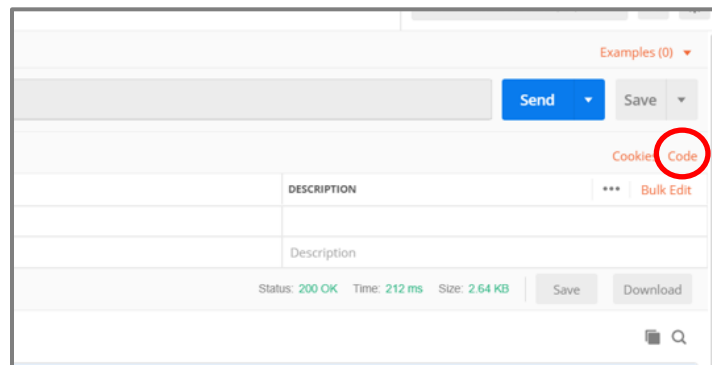 Examples (0)
Send Save
Cookies Code
DESCRIPTION Bulk Edit
Description
Status: 200 OK Time: 212 ms Size: 2.64 KB Save Download